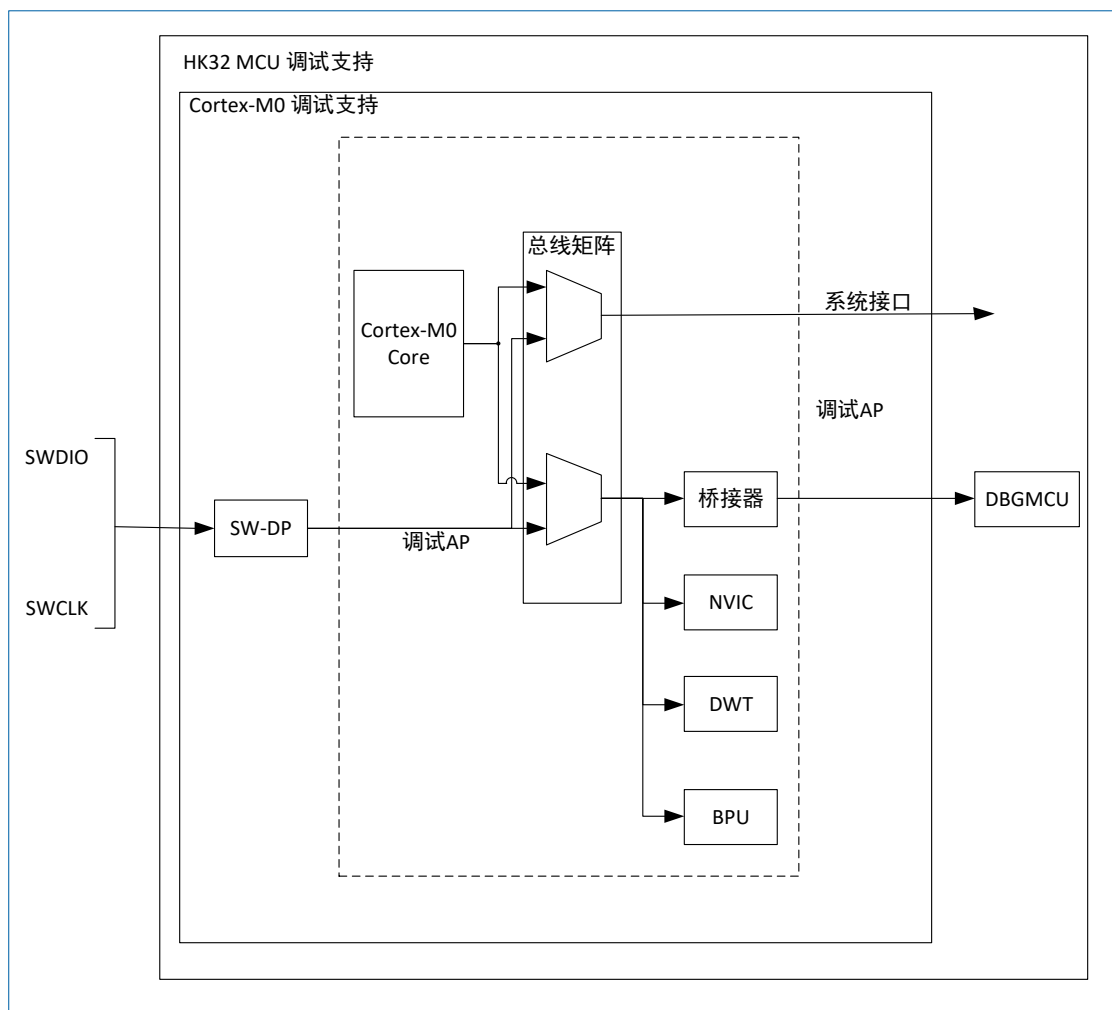 HK32 MCU 调试支持
Cortex-M0 调试支持
总线矩阵
Cortex-M0
Core
系统接口
调试AP
SWDIO
SWCLK
SW-DP
调试AP
桥接器
DBGMCU
NVIC
DWT
BPU